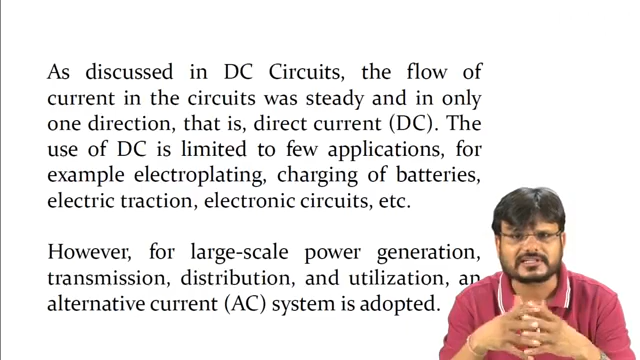 As discussed in DC Circuits, the flow of
current in the circuits was steady and in only
one direction, that is, direct current (DC). The
use of DC is limited to few applications, for
example electroplating, charging of batteries,
electric traction, electronic circuits, etc.
However, for large-scale power generation,
transmission, distribution, and utilization, an
alternative current (AC) system is adopted.